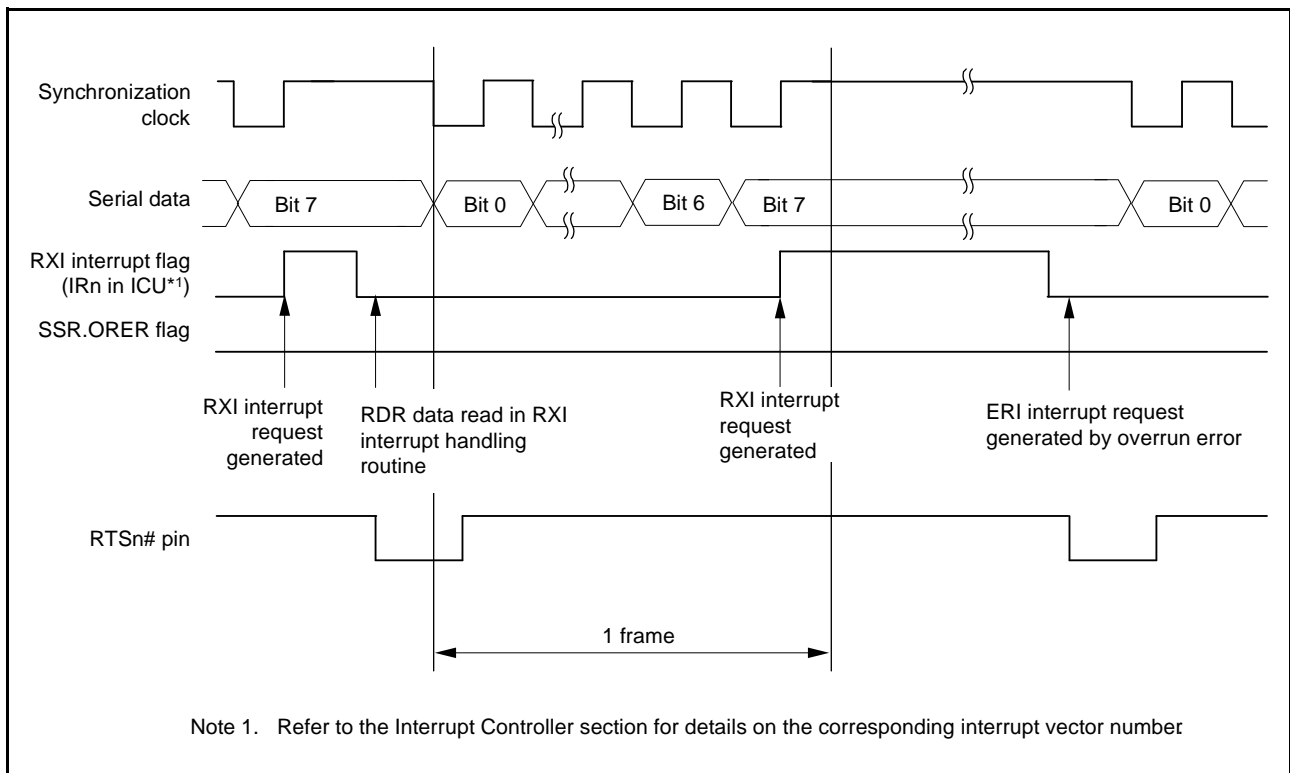 Synchronization
clock
Serial data
Bit 7
Bit 0
Bit 6
Bit 7
Bit 0
RXI interrupt flag
(IRn in ICU*1)
SSR.ORER flag
RXI interrupt
request
generated
RDR data read in RXI
interrupt handling
routine
RXI interrupt
request
generated
ERI interrupt request
generated by overrun error
RTSn# pin
1 frame
Note 1. Refer to the Interrupt Controller section for details on the corresponding interrupt vector number.